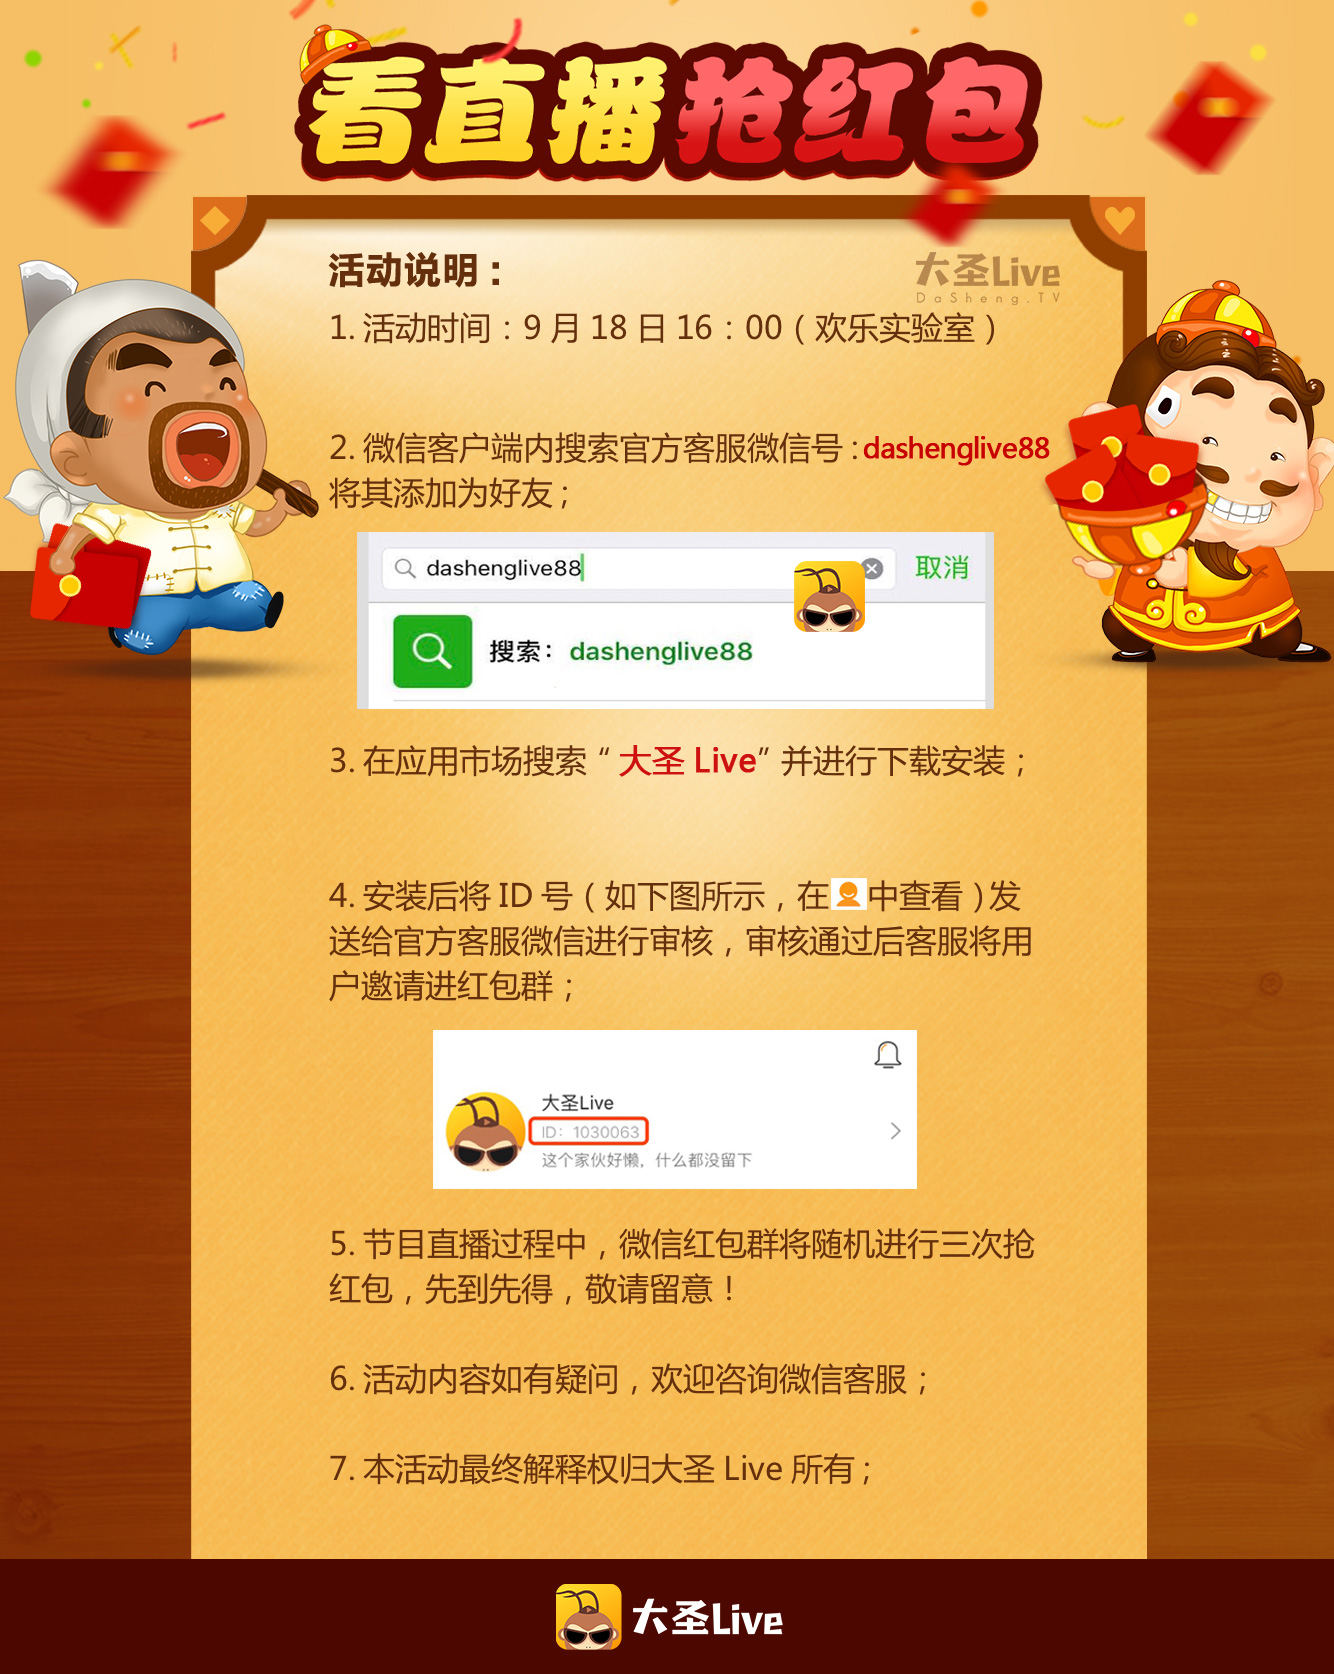 看直播抢红包
活动说明：
大圣Live
DaSheng.TV
1. 活动时间：9 月 18 日 16：00（欢乐实验室）
2. 微信客户端内搜索官方客服微信号：dashenglive88
将其添加为好友；
dashenglive88
取消
搜索： dashenglive88
3. 在应用市场搜索“ 大圣 Live”并进行下载安装；
4. 安装后将 ID 号（如下图所示，在中查看）发
送给官方客服微信进行审核，审核通过后客服将用
户邀请进红包群；
大圣Live
ID：1030063
这个家伙好懒，什么都没留下
5. 节目直播过程中，微信红包群将随机进行三次抢
红包，先到先得，敬请留意！
6. 活动内容如有疑问，欢迎咨询微信客服；
7. 本活动最终解释权归大圣 Live 所有；
大圣Live